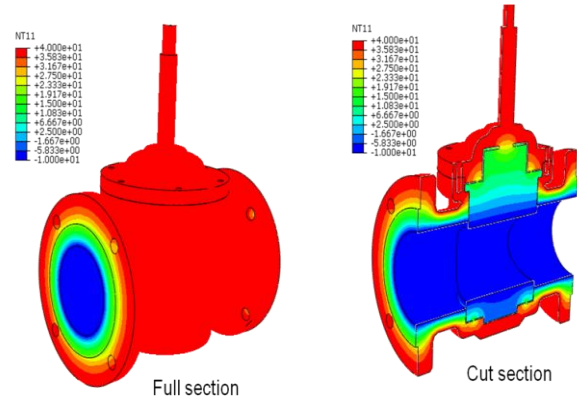 NT11
+4.000e+01
+3.583e+01
+3.167e+01
+2.750e+01
+2.333e+01
+1.917e+01
+1.500e+01
+1.083e+01
+6.667e+00
+2.500e+00
-1.667e+00
-5.833e+00
-1.000e+01
NT11
+4.000e+01
+3.583e+01
+3.167e+01
+2.750e+01
+2.333e+01
+1.917e+01
+1.500e+01
+1.083e+01
+6.667e+00
+2.500e+00
-1.667e+00
-5.833e+00
-1.000e+01
Full section
Cut section